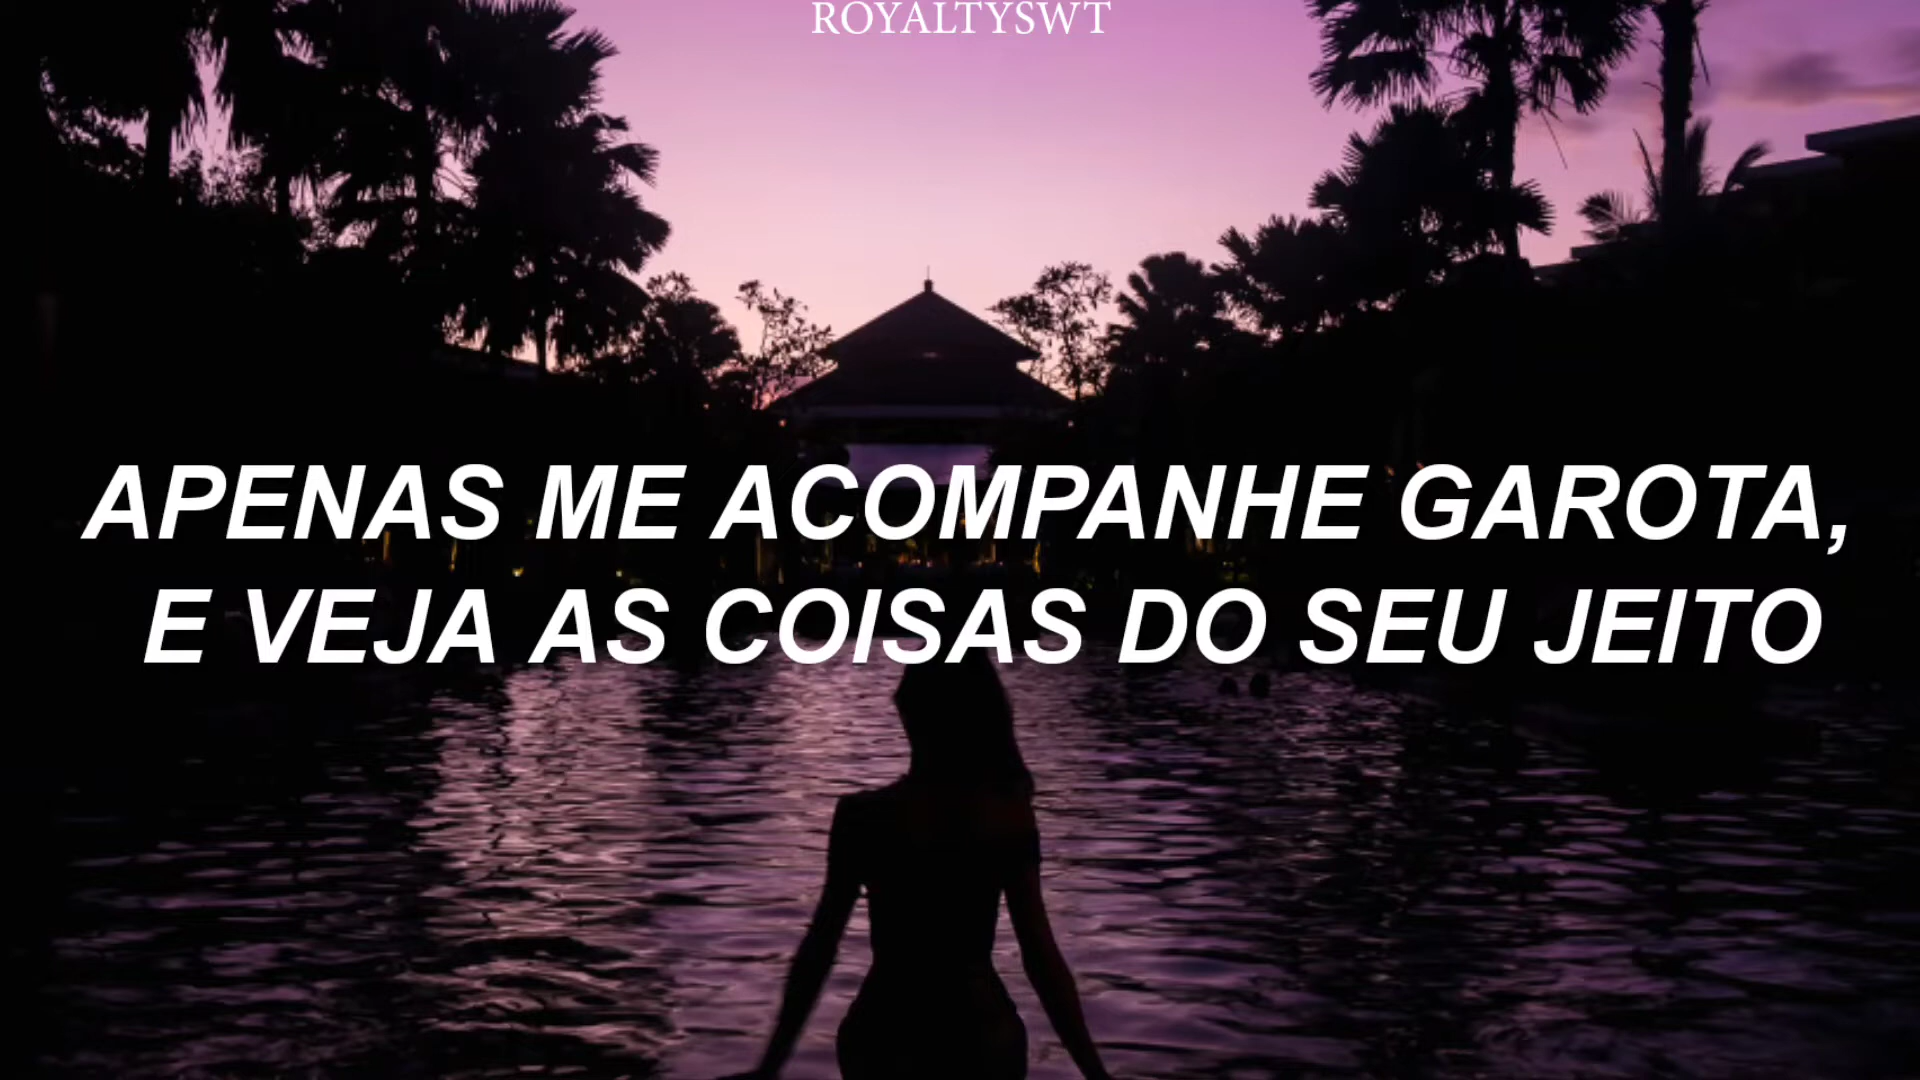 ROYALTYSWT
APENAS ME ACOMPANHE GAROTA,
E VEJA AS COISAS DO SEU JEITO